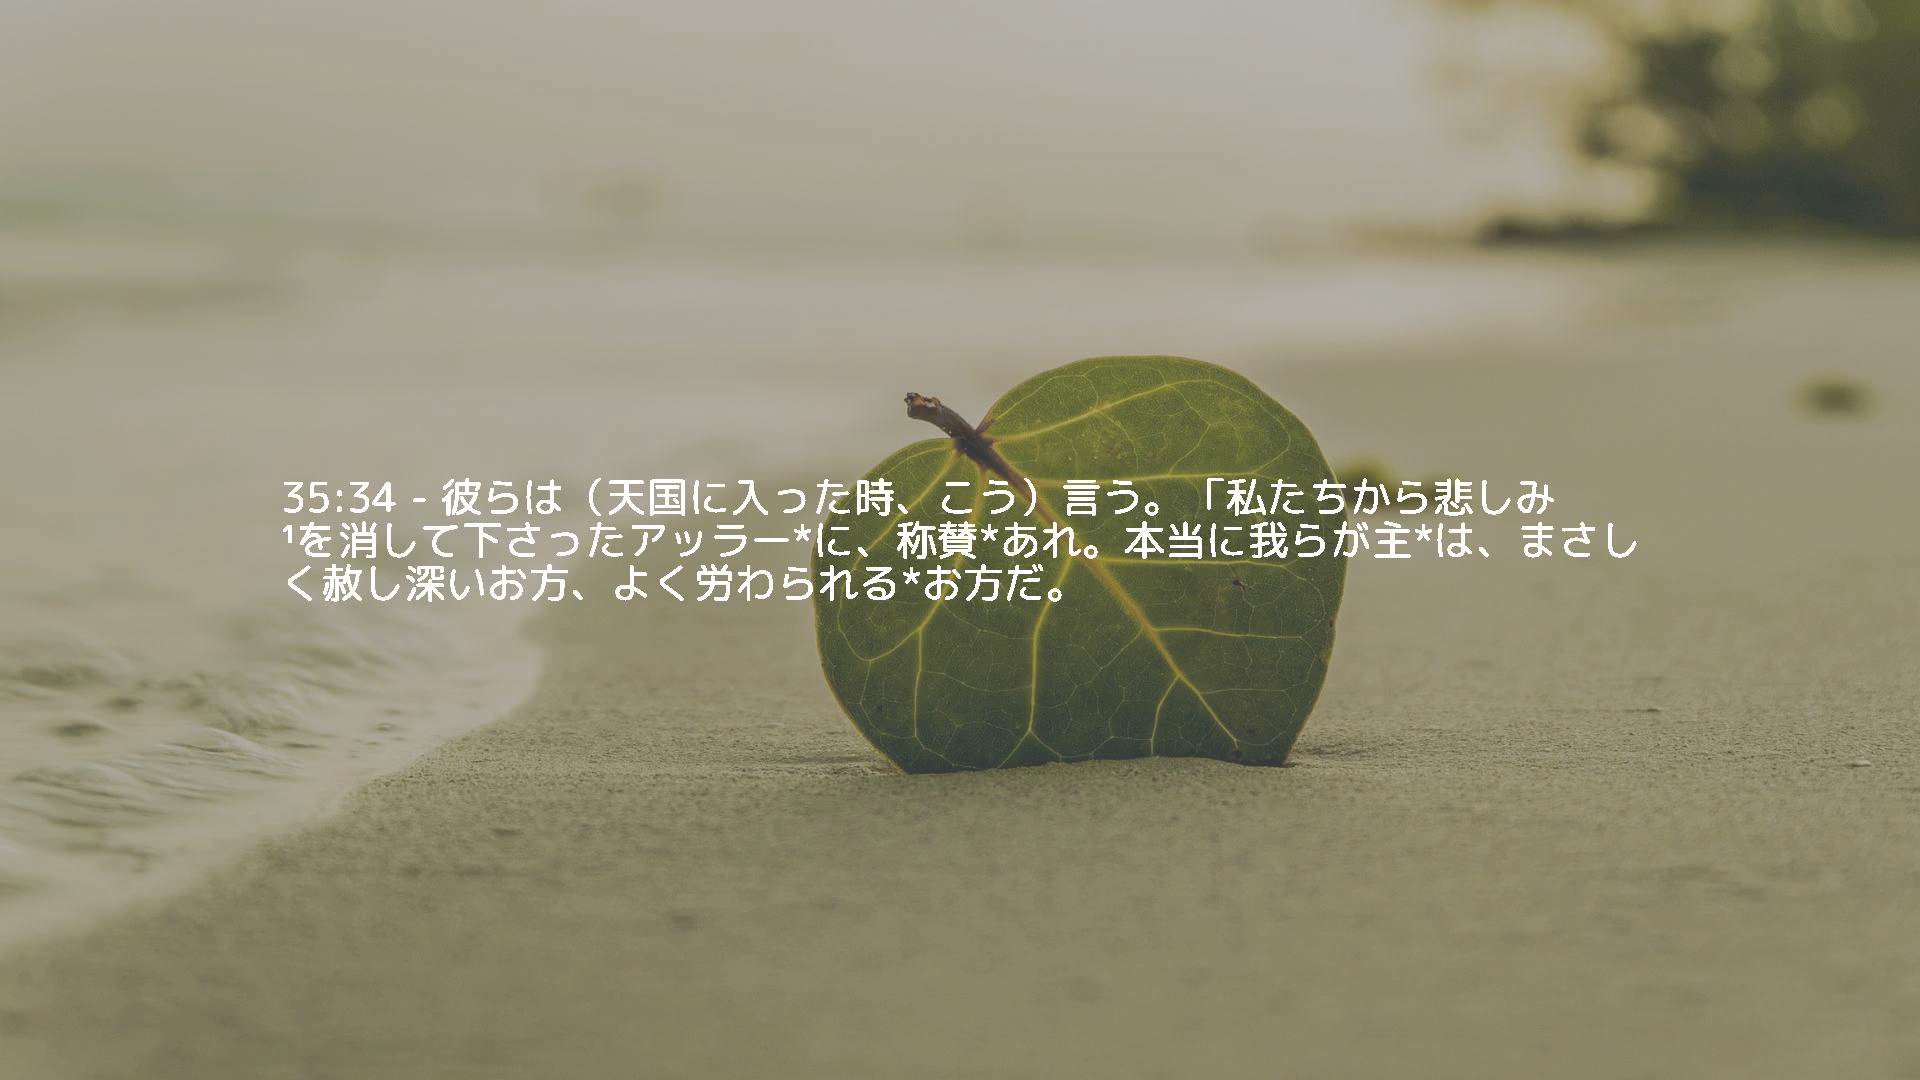 35:34 - 彼らは（天国に入った時、こう）言う。「私たちから悲しみ
¹を消して下さったアッラー*に、称賛*あれ。本当に我らが主*は、まさし
く赦し深いお方、よく労わられる*お方だ。